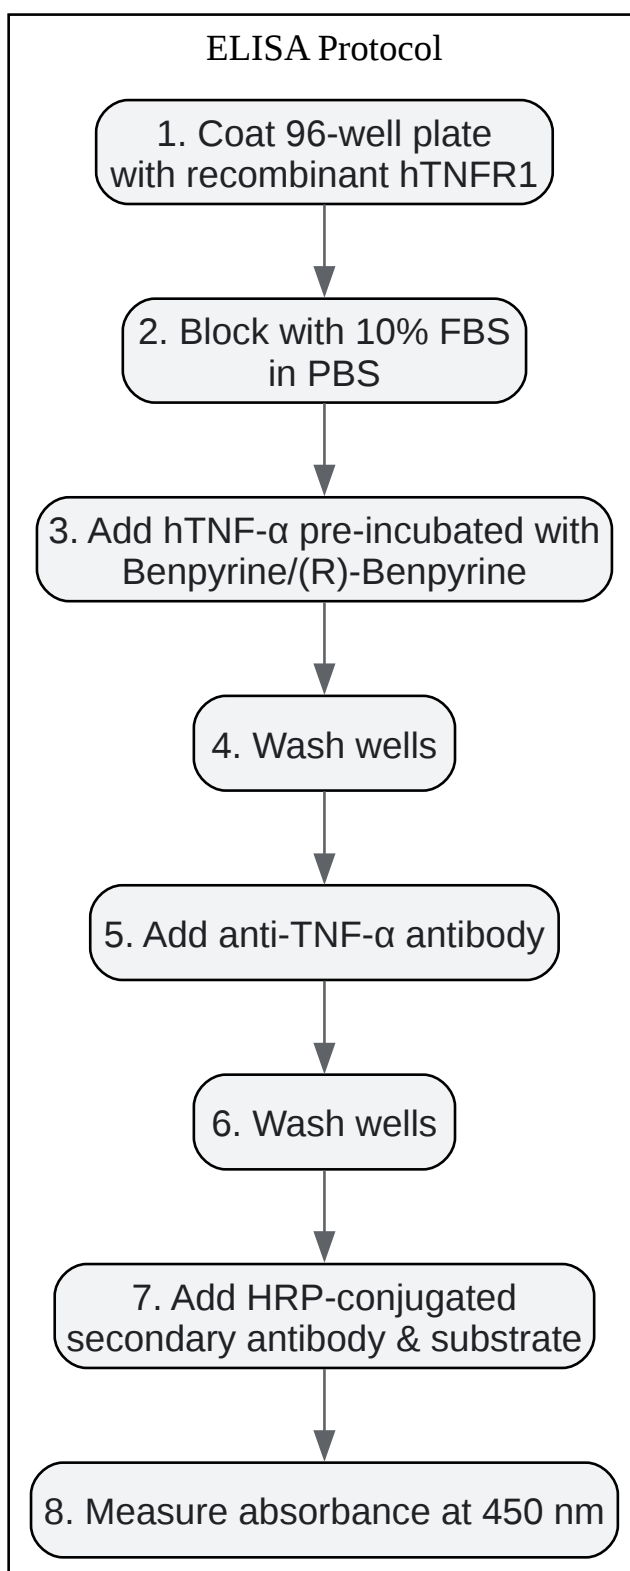 ELISA Protocol
1. Coat 96-well plate
with recombinant hTNFR1
2. Block with 10% FBS
in PBS
3. Add hTNF-α pre-incubated with
Benpyrine/(R)-Benpyrine
4. Wash wells
5. Add anti-TNF-α antibody
6. Wash wells
7. Add HRP-conjugated
secondary antibody & substrate
8. Measure absorbance at 450 nm